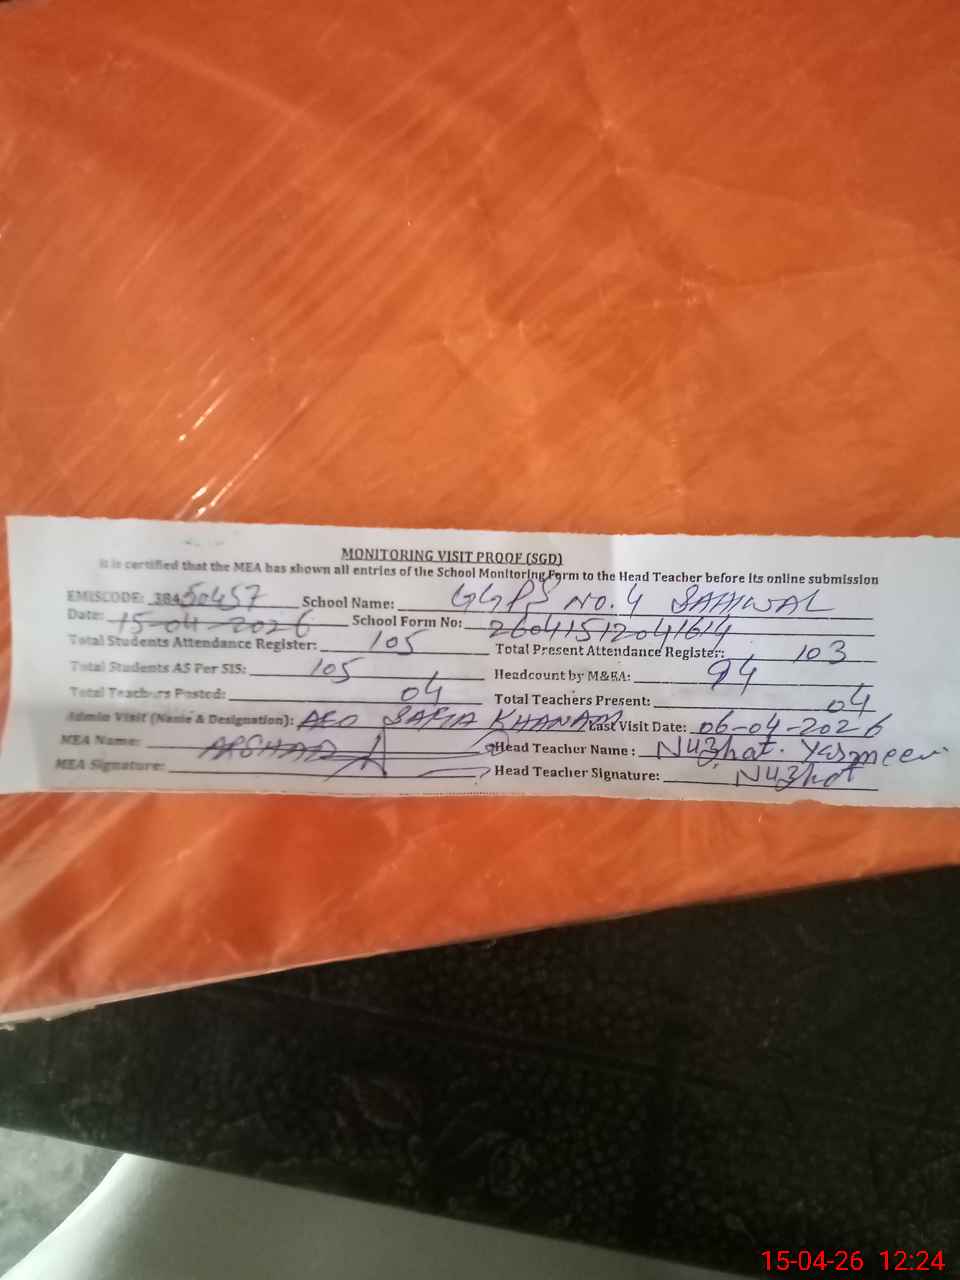 MONITORING VISIT PROOF (SGD)
It is certified that the MEA has shown all entries of the School Monitoring Form to the Head Teacher before its online submission
EMISCODE: 38450457 School Name: GGPS No.4 SAHIWAL
Date: 15-04-2026 School Form No: 26041512041614
Total Students Attendance Register: 105 Total Present Attendance Register: 103
Total Students AS Per SIS: 105 Headcount by M&EA: 94
Total Teachers Posted: 04 Total Teachers Present: 04
Admin Visit (Name & Designation): AEO SAFIA KHANAM Last Visit Date: 06-04-2026
MEA Name: ARSHAD Head Teacher Name: Nuzhat Yasmeen
MEA Signature: Head Teacher Signature: Nuzhat
15-04-26 12:24